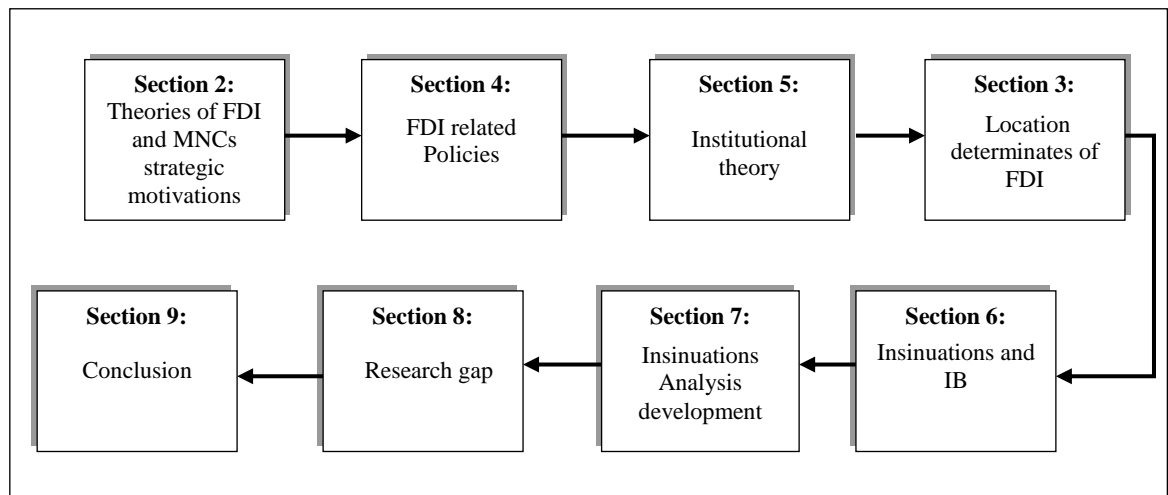 Section 2:
Theories of FDI
and MNCs
strategic
motivations
Section 4:
FDI related
Policies
Section 5:
Institutional
theory
Section 3:
Location
determinates of
FDI
Section 9:
Conclusion
Section 8:
Research gap
Section 7:
Insinuations
Analysis
development
Section 6:
Insinuations and
IB